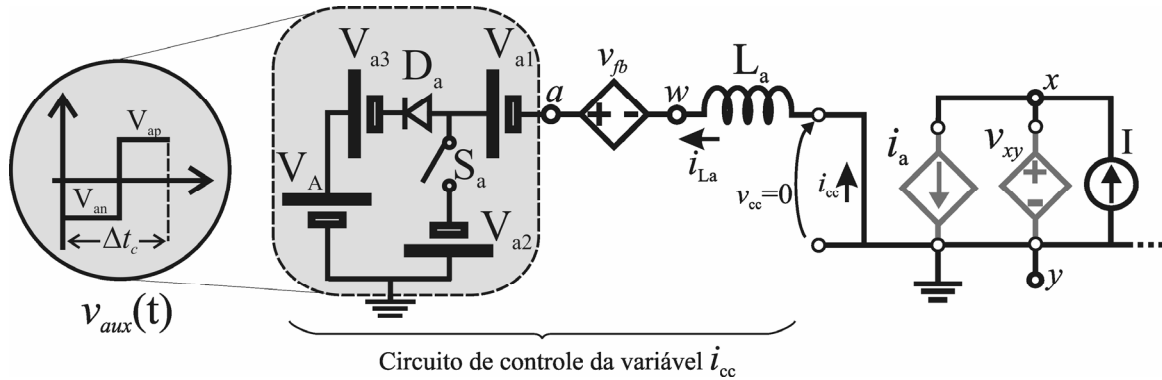 V_ap
V_an
Δt_c
v_aux(t)
V_a3
D_a
V_a1
V_A
S_a
V_a2
a
v_fb
+ -
w
L_a
i_La
v_cc=0
i_cc
i_a
x
v_xy
+
-
I
y
Circuito de controle da variável i_cc